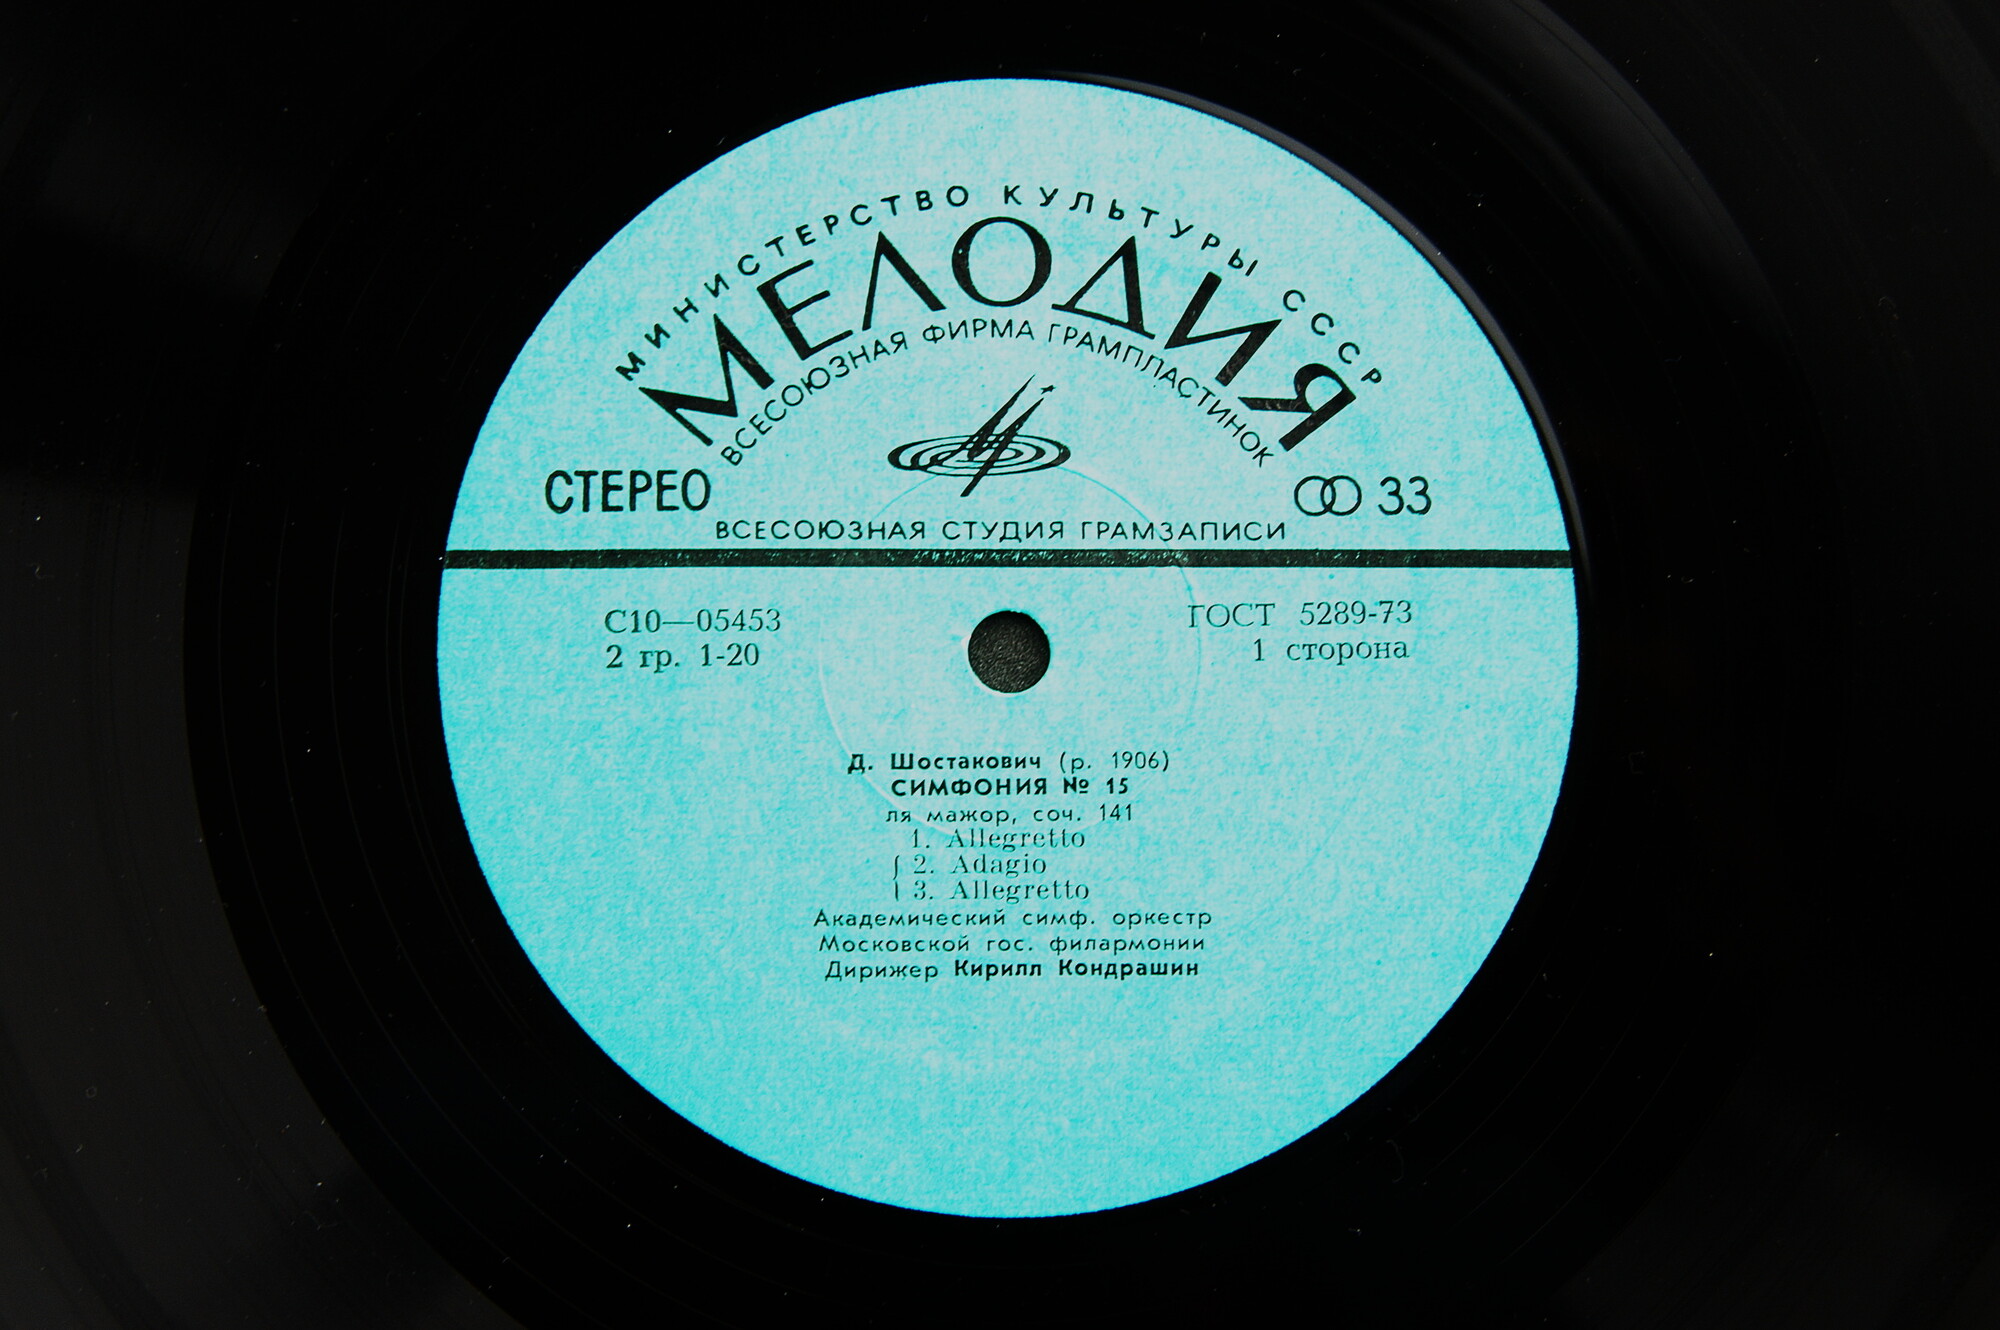 МИНИСТЕРСТВО КУЛЬТУРЫ СССР
МЕЛОДИЯ
ВСЕСОЮЗНАЯ ФИРМА ГРАМПЛАСТИНОК
СТЕРЕО
33
ВСЕСОЮЗНАЯ СТУДИЯ ГРАМЗАПИСИ
С10—05453
2 гр. 1-20
ГОСТ 5289-73
1 сторона
Д. Шостакович (р. 1906)
СИМФОНИЯ № 15
ля мажор, соч. 141
1. Allegretto
2. Adagio
3. Allegretto
Академический симф. оркестр
Московской гос. филармонии
Дирижер Кирилл Кондрашин